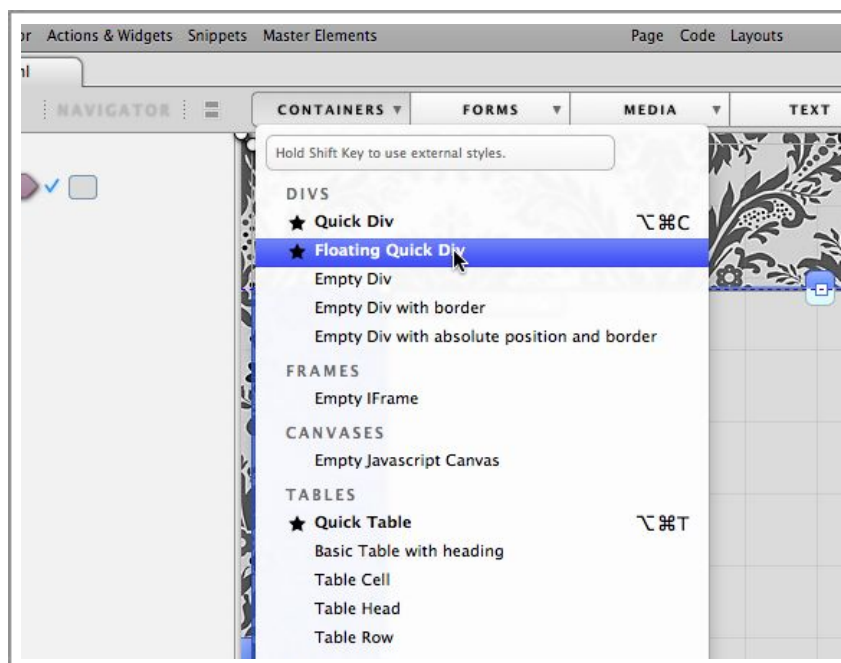 or Actions & Widgets Snippets Master Elements Page Code Layouts
nl
NAVIGATOR CONTAINERS ▼ FORMS ▼ MEDIA ▼ TEXT
Hold Shift Key to use external styles.
DIVS
★ Quick Div ⌥⌘C
★ Floating Quick Div
Empty Div
Empty Div with border
Empty Div with absolute position and border
FRAMES
Empty IFrame
CANVASES
Empty Javascript Canvas
TABLES
★ Quick Table ⌥⌘T
Basic Table with heading
Table Cell
Table Head
Table Row